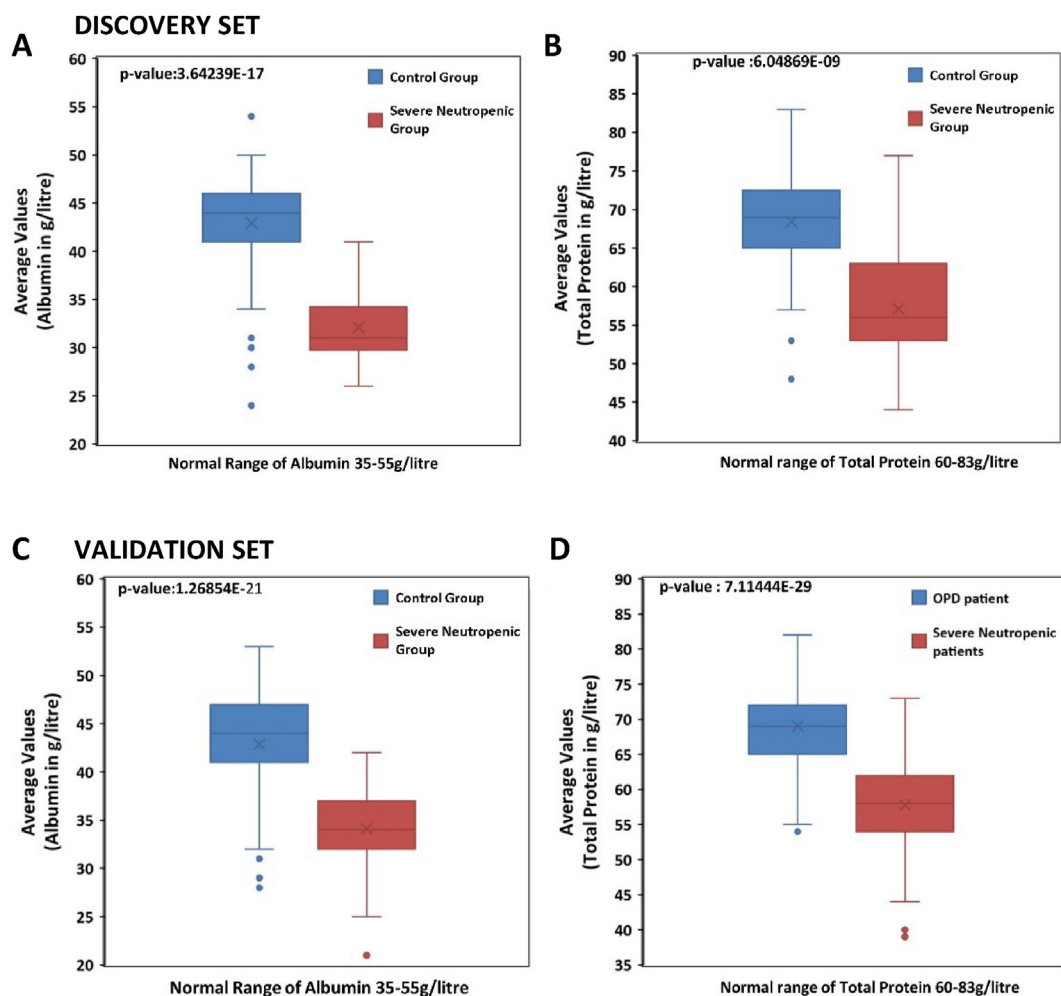 DISCOVERY SET
A
p-value:3.64239E-17
Control Group
Severe Neutropenic
Group
60
55
50
45
40
35
30
25
20
Average Values
(Albumin in g/litre)
Normal Range of Albumin 35-55g/litre
B
p-value :6.04869E-09
Control Group
Severe Neutropenic
Group
90
85
80
75
70
65
60
55
50
45
40
Average Values
(Total Protein in g/litre)
Normal range of Total Protein 60-83g/litre
C
VALIDATION SET
p-value:1.26854E-21
Control Group
Severe Neutropenic
Group
60
55
50
45
40
35
30
25
20
Average Values
(Albumin in g/litre)
Normal Range of Albumin 35-55g/litre
D
p-value : 7.11444E-29
OPD patient
Severe Neutropenic
patients
90
85
80
75
70
65
60
55
50
45
40
35
Average Values
(Total Protein in g/litre)
Normal range of Total Protein 60-83g/litre